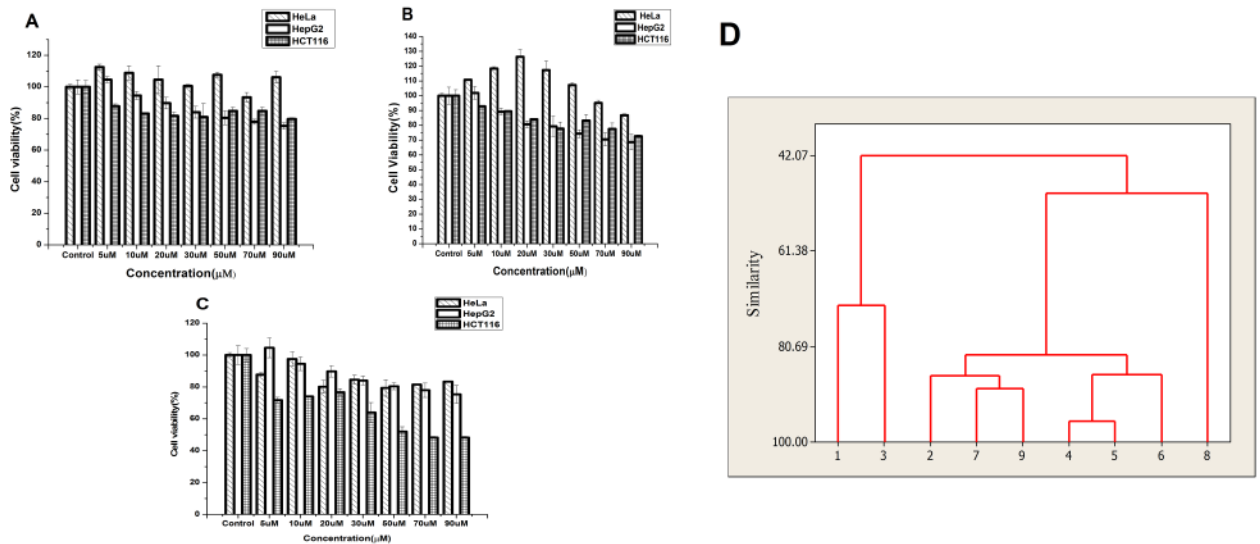 A
HeLa
HepG2
HCT116
120
100
80
60
40
20
0
Cell viability(%)
Control 5uM 10uM 20uM 30uM 50uM 70uM 90uM
Concentration(μM)
B
HeLa
HepG2
HCT116
140
130
120
110
100
90
80
70
60
50
40
30
20
10
0
Cell Viability(%)
Control 5uM 10uM 20uM 30uM 50uM 70uM 90uM
Concentration(μM)
C
HeLa
HepG2
HCT116
120
100
80
60
40
20
0
Cell viability(%)
Control 5uM 10uM 20uM 30uM 50uM 70uM 90uM
Concentration(μM)
D
42.07
61.38
80.69
100.00
Similarity
1 3 2 7 9 4 5 6 8